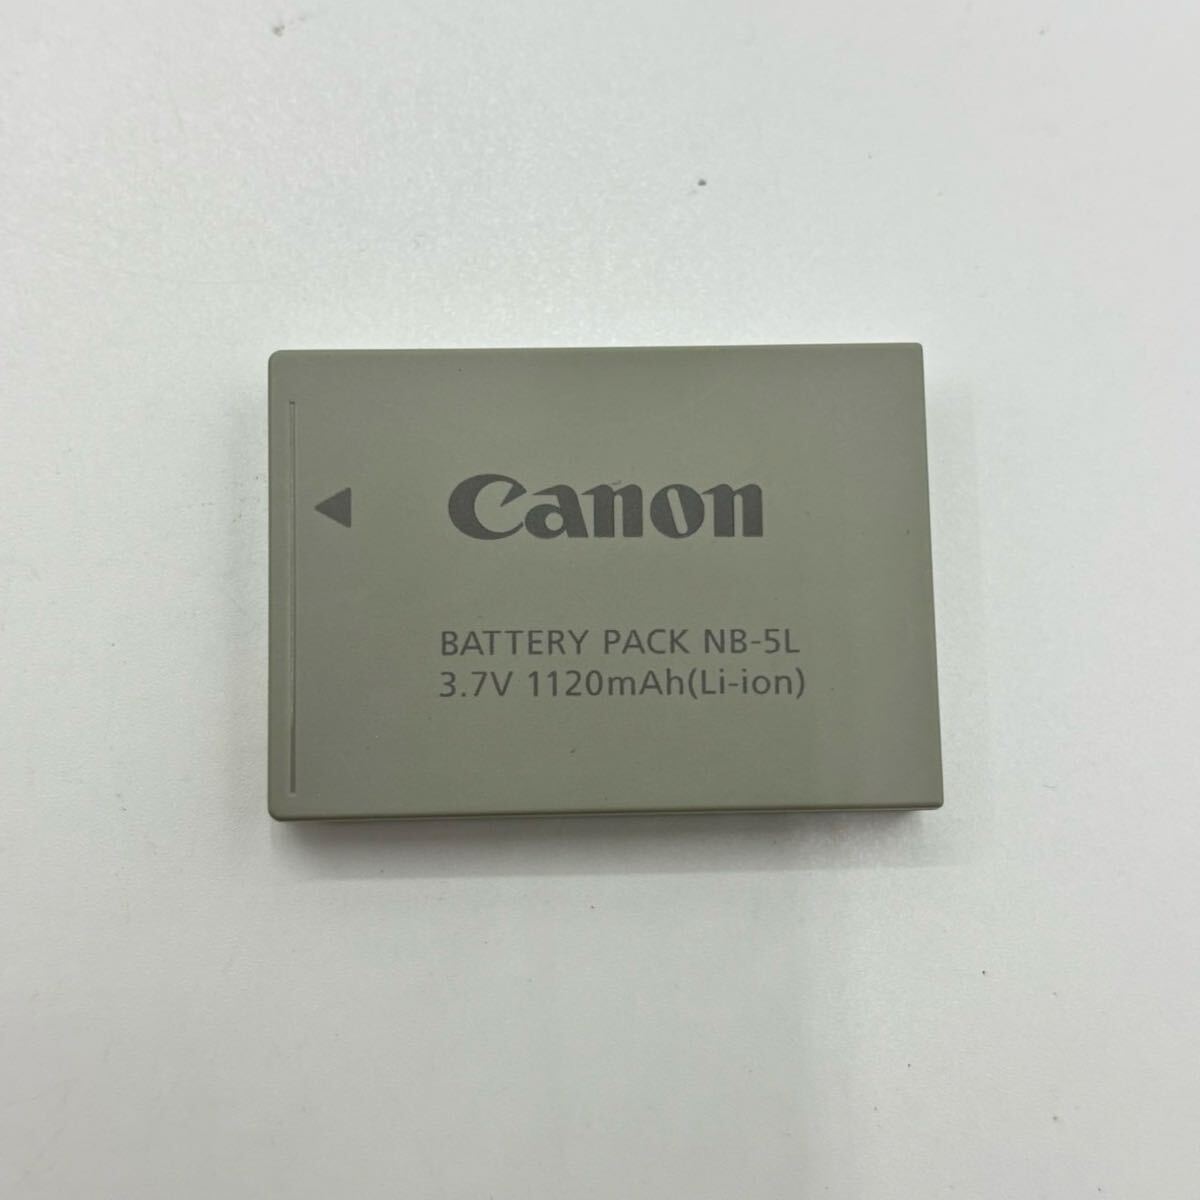 Canon
BATTERY PACK NB-5L
3.7V 1120mAh(Li-ion)